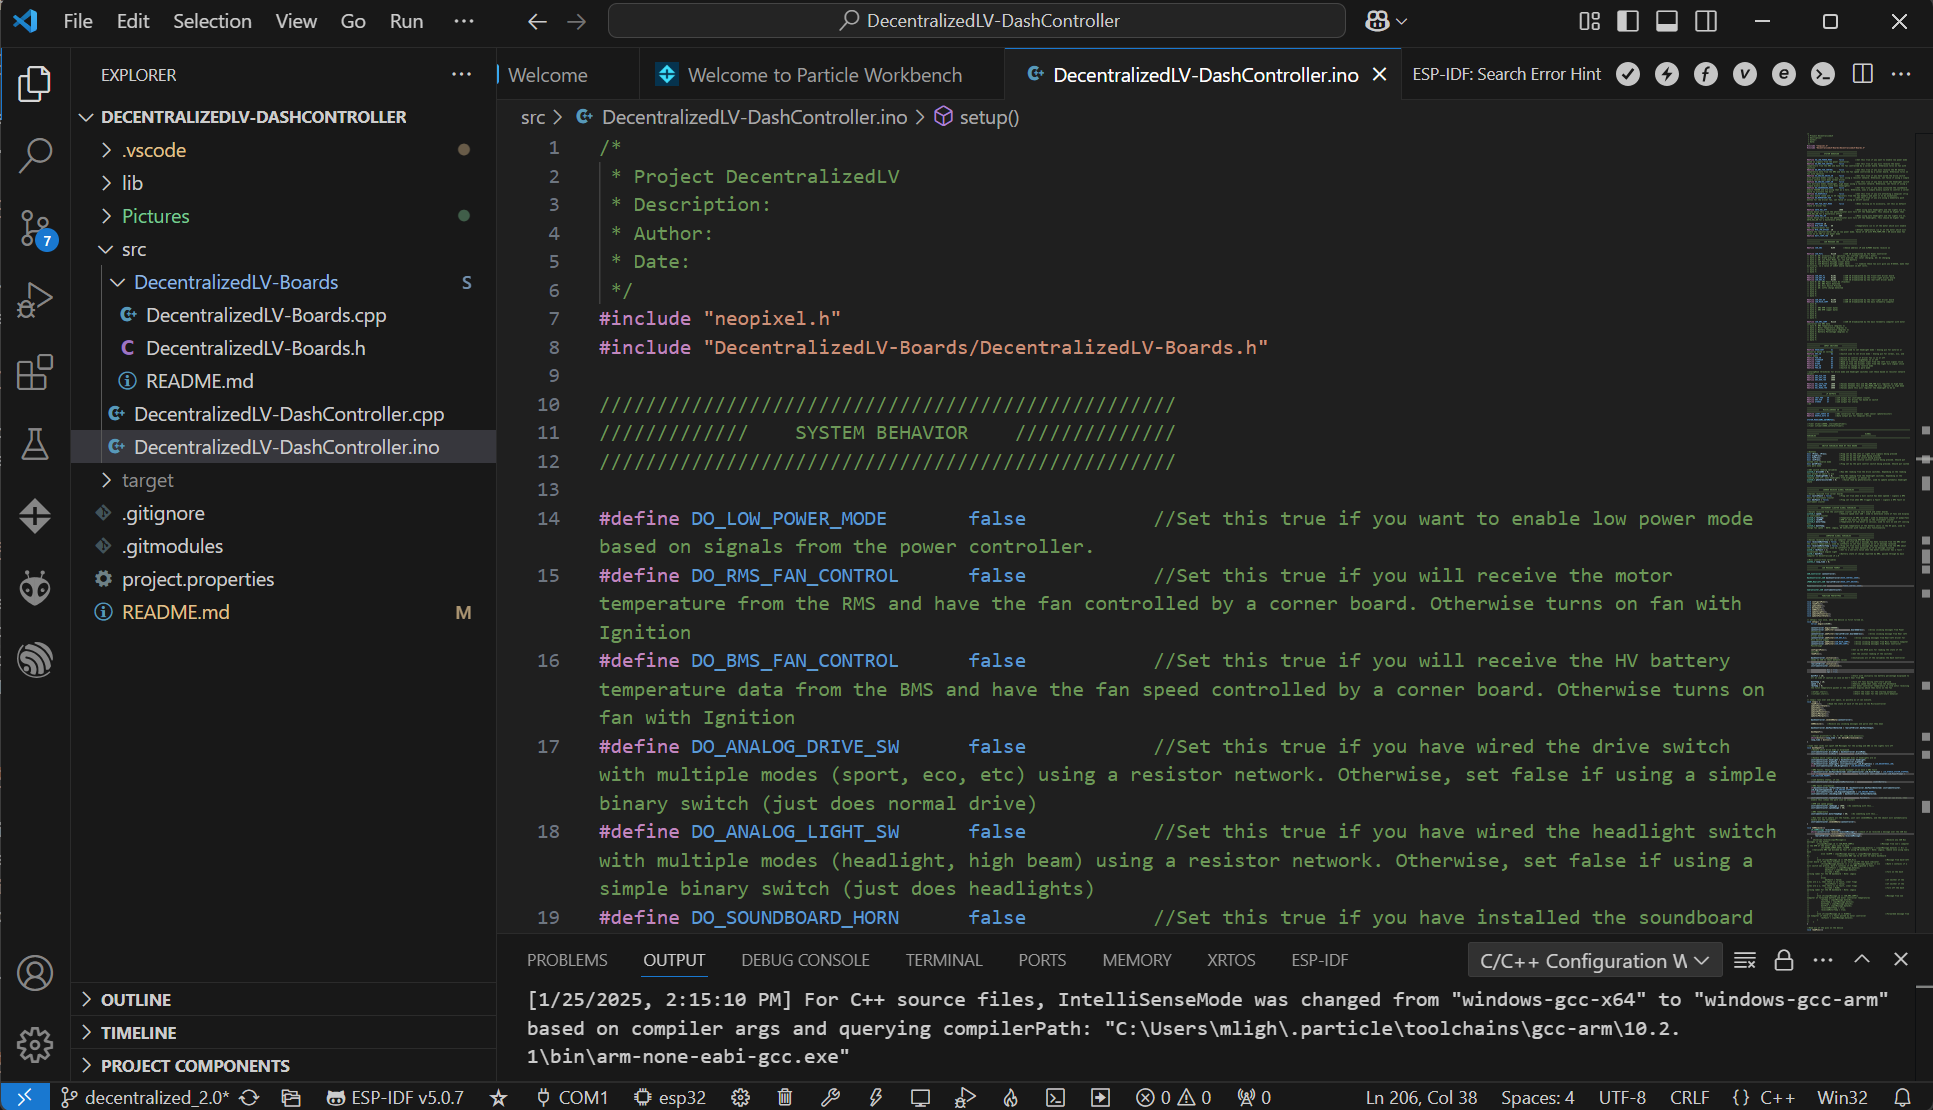 File Edit Selection View Go Run ··· DecentralizedLV-DashController
EXPLORER ···
DECENTRALIZEDLV-DASHCONTROLLER
.vscode
lib
Pictures
src
DecentralizedLV-Boards S
DecentralizedLV-Boards.cpp
DecentralizedLV-Boards.h
README.md
DecentralizedLV-DashController.cpp
DecentralizedLV-DashController.ino
target
.gitignore
.gitmodules
project.properties
README.md M
7
OUTLINE
TIMELINE
PROJECT COMPONENTS
Welcome Welcome to Particle Workbench DecentralizedLV-DashController.ino ESP-IDF: Search Error Hint
src > DecentralizedLV-DashController.ino > setup()
1 /*
2 * Project DecentralizedLV
3 * Description:
4 * Author:
5 * Date:
6 */
7 #include "neopixel.h"
8 #include "DecentralizedLV-Boards/DecentralizedLV-Boards.h"
9
10 //////////////////////////////////////////////////
11 ///////////// SYSTEM BEHAVIOR //////////////
12 //////////////////////////////////////////////////
13
14 #define DO_LOW_POWER_MODE false //Set this true if you want to enable low power mode
based on signals from the power controller.
15 #define DO_RMS_FAN_CONTROL false //Set this true if you will receive the motor
temperature from the RMS and have the fan controlled by a corner board. Otherwise turns on fan with
Ignition
16 #define DO_BMS_FAN_CONTROL false //Set this true if you will receive the HV battery
temperature data from the BMS and have the fan speed controlled by a corner board. Otherwise turns on
fan with Ignition
17 #define DO_ANALOG_DRIVE_SW false //Set this true if you have wired the drive switch
with multiple modes (sport, eco, etc) using a resistor network. Otherwise, set false if using a simple
binary switch (just does normal drive)
18 #define DO_ANALOG_LIGHT_SW false //Set this true if you have wired the headlight switch
with multiple modes (headlight, high beam) using a resistor network. Otherwise, set false if using a
simple binary switch (just does headlights)
19 #define DO_SOUNDBOARD_HORN false //Set this true if you have installed the soundboard
PROBLEMS OUTPUT DEBUG CONSOLE TERMINAL PORTS MEMORY XRTOS ESP-IDF C/C++ Configuration W
[1/25/2025, 2:15:10 PM] For C++ source files, IntelliSenseMode was changed from "windows-gcc-x64" to "windows-gcc-arm"
based on compiler args and querying compilerPath: "C:\Users\mligh\.particle\toolchains\gcc-arm\10.2.
1\bin\arm-none-eabi-gcc.exe"
decentralized_2.0* ESP-IDF v5.0.7 COM1 esp32 0 0 0 Ln 206, Col 38 Spaces: 4 UTF-8 CRLF {} C++ Win32